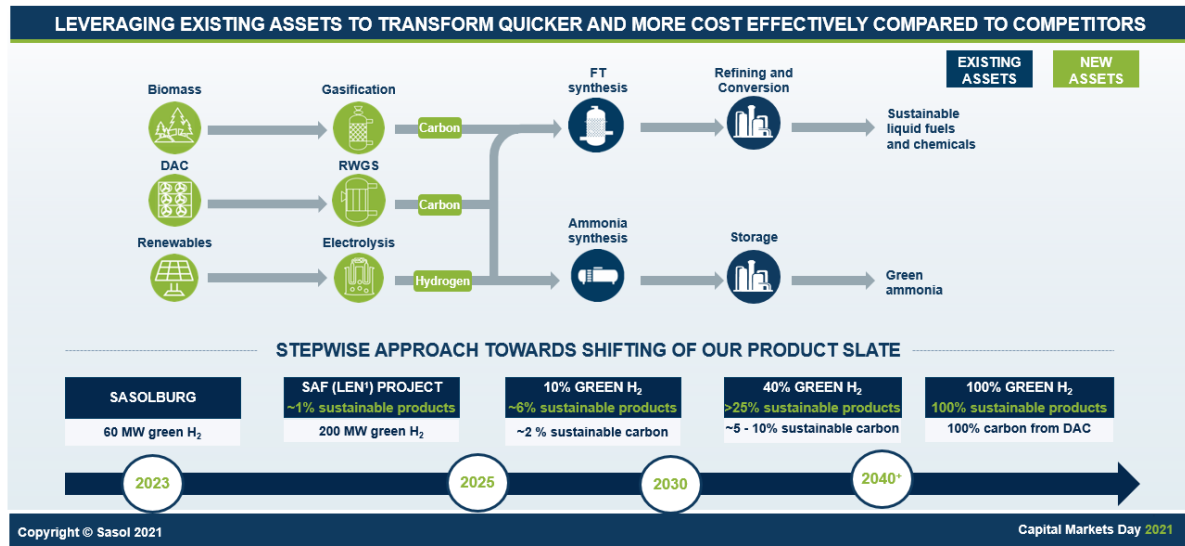 LEVERAGING EXISTING ASSETS TO TRANSFORM QUICKER AND MORE COST EFFECTIVELY COMPARED TO COMPETITORS
EXISTING
ASSETS
NEW
ASSETS
Biomass
Gasification
Carbon
FT
synthesis
Refining and
Conversion
Sustainable
liquid fuels
and chemicals
DAC
RWGS
Carbon
Renewables
Electrolysis
Hydrogen
Ammonia
synthesis
Storage
Green
ammonia
STEPWISE APPROACH TOWARDS SHIFTING OF OUR PRODUCT SLATE
SASOLBURG
60 MW green H₂
SAF (LEN¹) PROJECT
~1% sustainable products
200 MW green H₂
10% GREEN H₂
~6% sustainable products
~2 % sustainable carbon
40% GREEN H₂
>25% sustainable products
~5 - 10% sustainable carbon
100% GREEN H₂
100% sustainable products
100% carbon from DAC
2023
2025
2030
2040⁺
Copyright © Sasol 2021
Capital Markets Day 2021